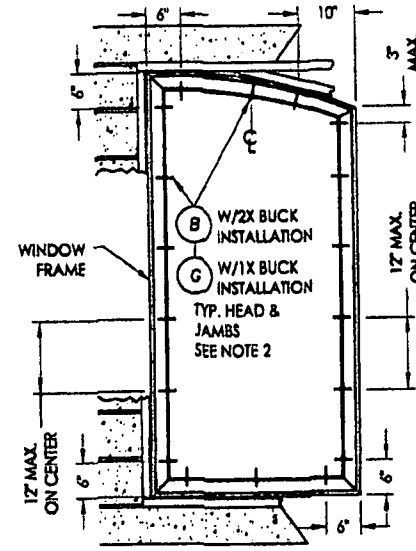 6"
10"
6"
3"
MAX.
℄
B
W/2X BUCK
INSTALLATION
G
W/1X BUCK
INSTALLATION
TYP. HEAD &
JAMBS
SEE NOTE 2
WINDOW
FRAME
12" MAX.
ON CENTER
12" MAX.
ON CENTER
6"
6"
6"